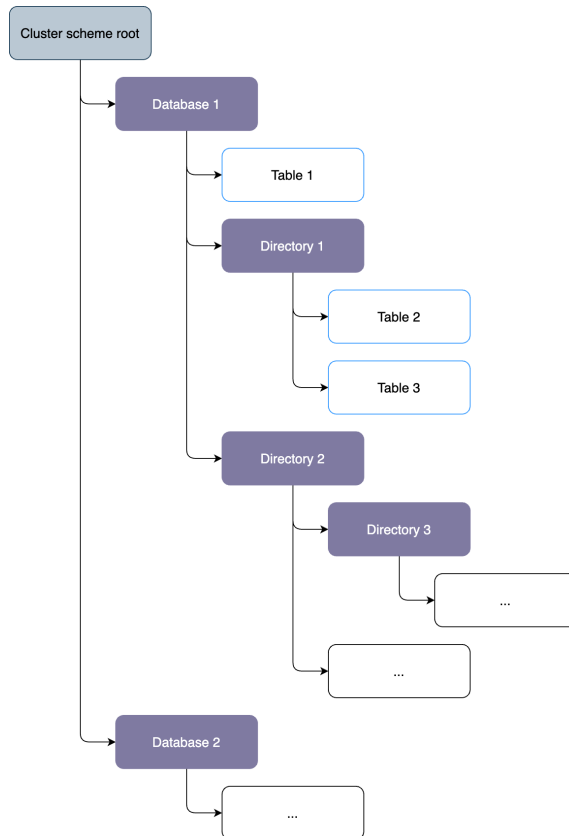 Cluster scheme root
Database 1
Table 1
Directory 1
Table 2
Table 3
Directory 2
Directory 3
...
...
Database 2
...